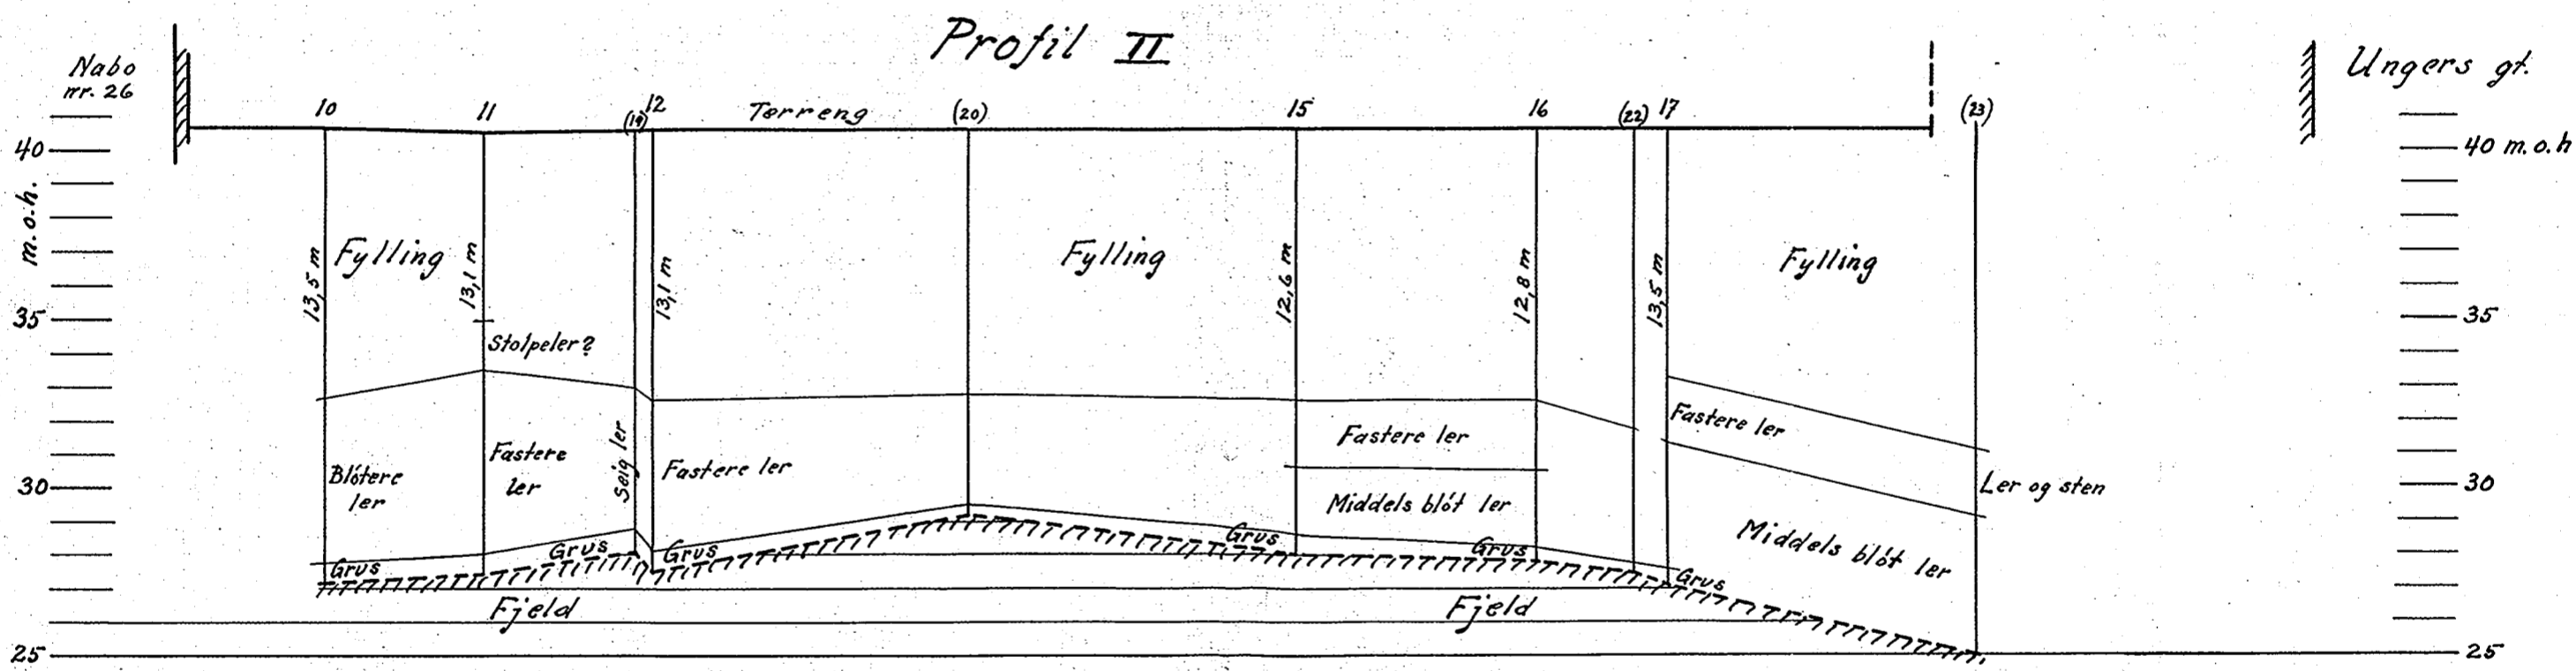 Profil II
Nabo
nr. 26
Ungers gt.
10 11 (19) 12 Terreng (20) 15 16 (22) 17 (23)
40
40 m.o.h
m.o.h.
13,5 m
Fylling
13,1 m
13,1 m
Fylling
12,6 m
12,8 m
13,5 m
Fylling
35
35
Stolpeler?
Blötere
ler
Fastere
ler
Seig ler
Fastere ler
Fastere ler
Fastere ler
Middels blöt ler
Ler og sten
30
30
Middels blöt ler
Grus
Grus
Grus
Grus
Grus
Grus
Fjeld
Fjeld
25
25